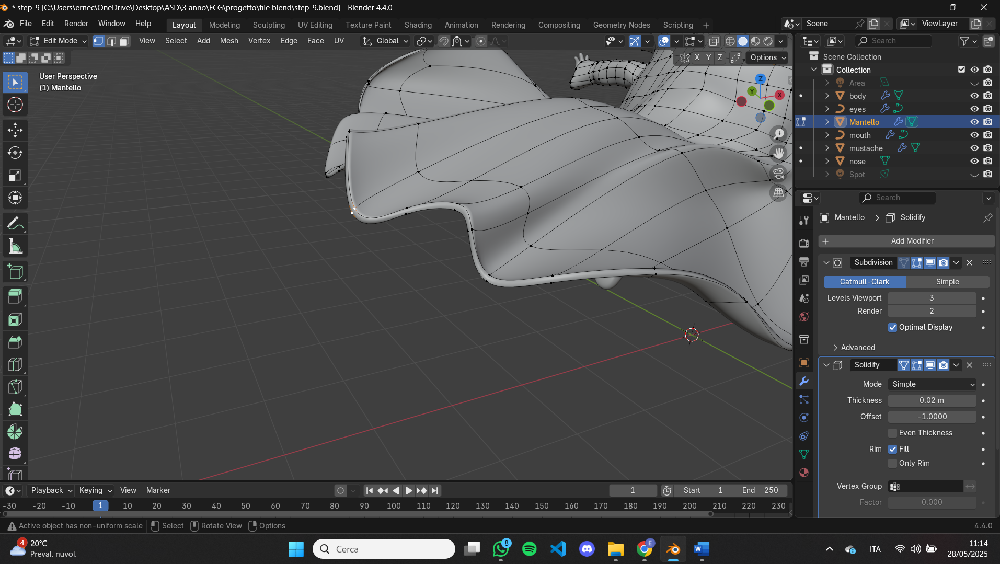 * step_9 [C:\Users\ernec\OneDrive\Desktop\ASD\3 anno\FCG\progetto\file blend\step_9.blend] - Blender 4.4.0
File Edit Render Window Help Layout Modeling Sculpting UV Editing Texture Paint Shading Animation Rendering Compositing Geometry Nodes Scripting + Scene ViewLayer
Edit Mode View Select Add Mesh Vertex Edge Face UV Global Search
X Y Z Options
User Perspective
(1) Mantello
Z
Y
X
Scene Collection
Collection
Area
body
eyes
Mantello
mouth
mustache
nose
Spot
Search
Mantello > Solidify
+ Add Modifier
Subdivision
Catmull-Clark Simple
Levels Viewport 3
Render 2
Optimal Display
Advanced
Solidify
Mode Simple
Thickness 0.02 m
Offset -1.0000
Even Thickness
Rim Fill
Only Rim
Vertex Group
Factor 0.000
Playback Keying View Marker 1 Start 1 End 250
-30 -20 -10 1 10 20 30 40 50 60 70 80 90 100 110 120 130 140 150 160 170 180 190 200 210 220 230
Active object has non-uniform scale Select Rotate View Options 4.4.0
4 20°C
Preval. nuvol.
Cerca
8
E
W
ITA
11:14
28/05/2025